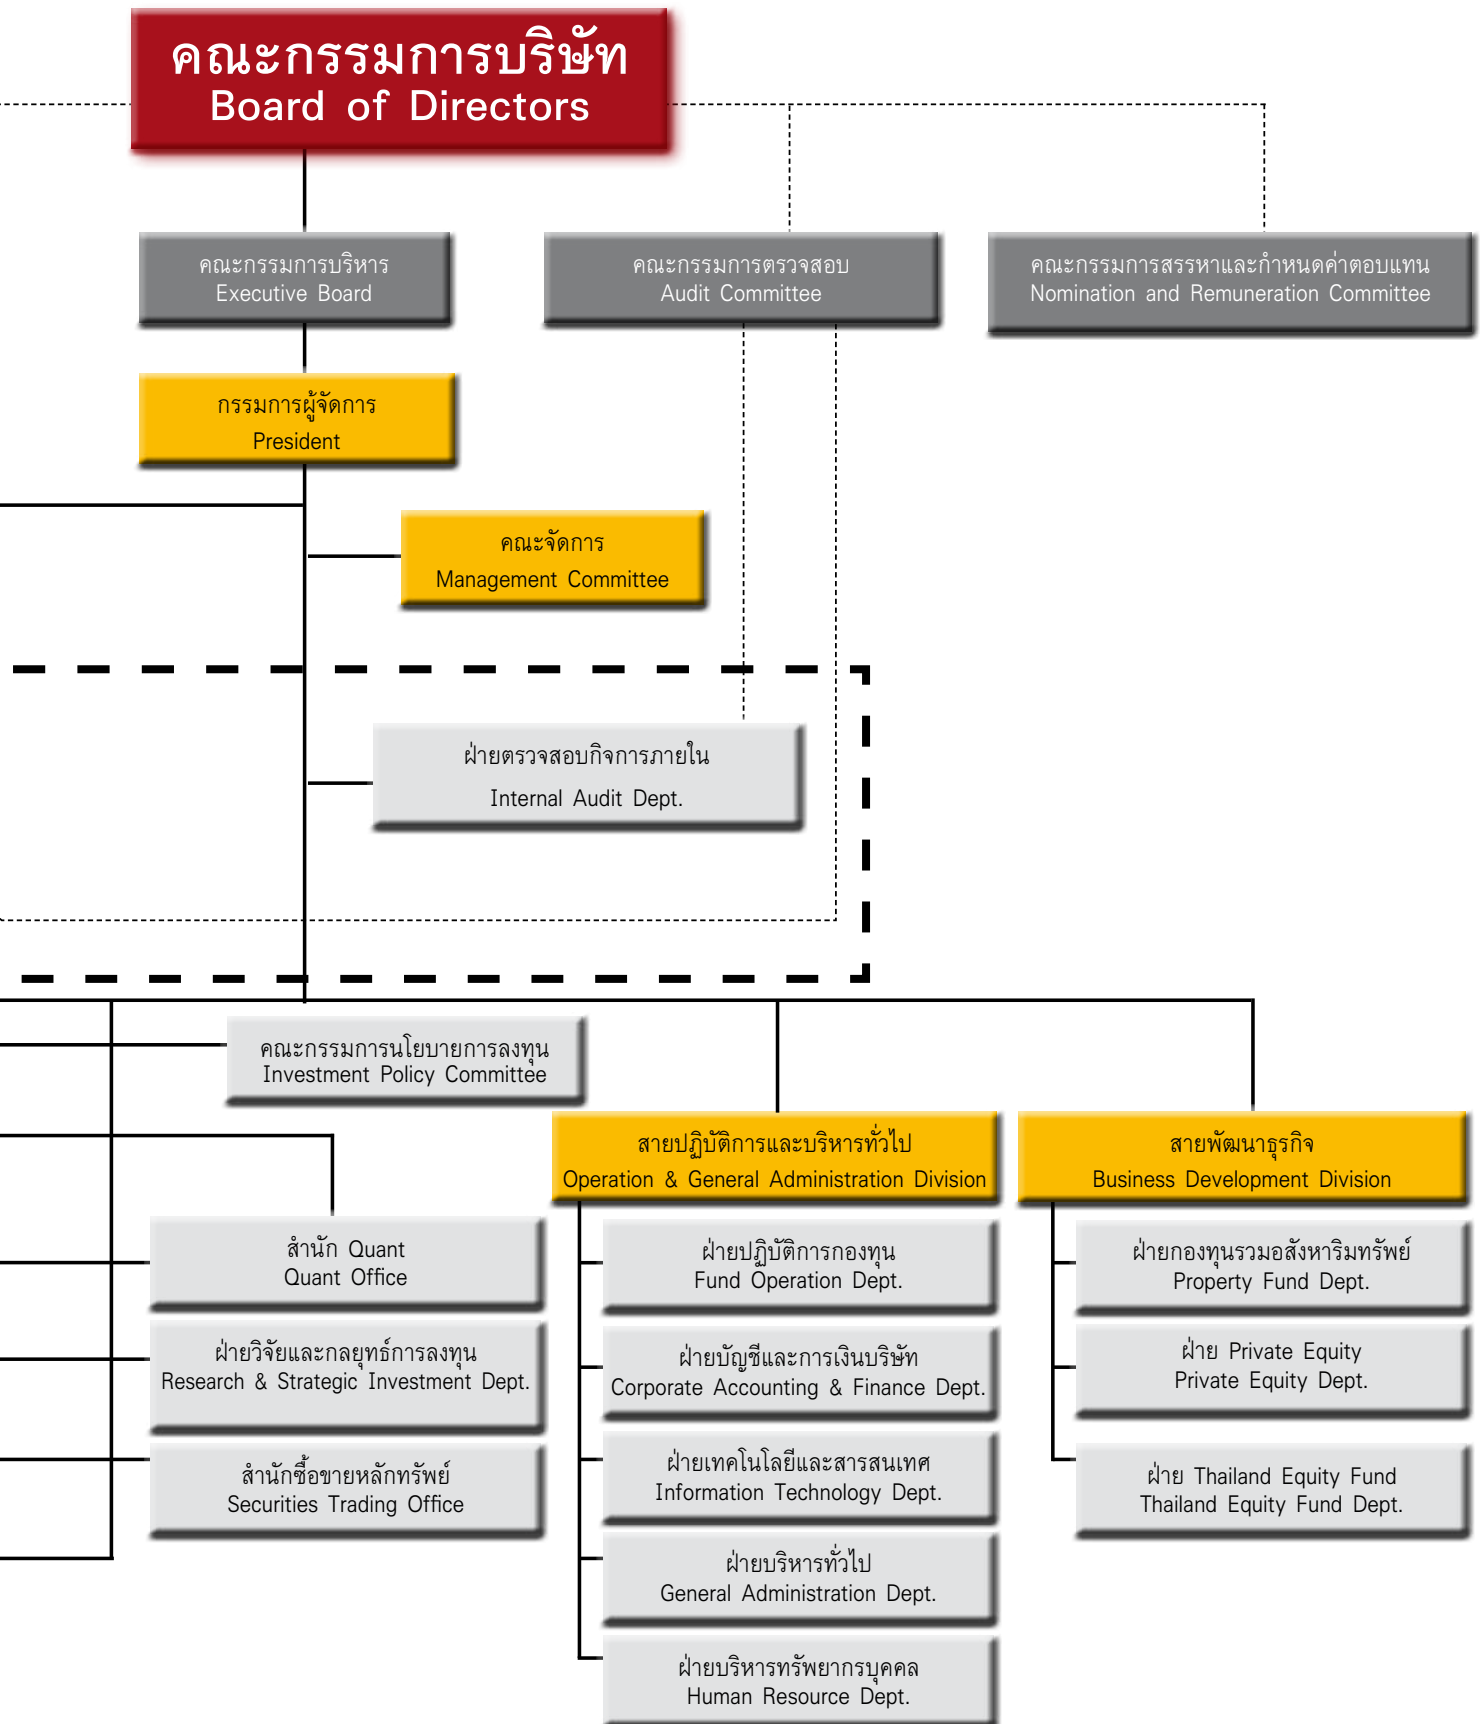 คณะกรรมการบริษัท
Board of Directors
คณะกรรมการบริหาร
Executive Board
คณะกรรมการตรวจสอบ
Audit Committee
คณะกรรมการสรรหาและกำหนดค่าตอบแทน
Nomination and Remuneration Committee
กรรมการผู้จัดการ
President
คณะจัดการ
Management Committee
ฝ่ายตรวจสอบกิจการภายใน
Internal Audit Dept.
คณะกรรมการนโยบายการลงทุน
Investment Policy Committee
สายปฏิบัติการและบริหารทั่วไป
Operation & General Administration Division
สายพัฒนาธุรกิจ
Business Development Division
สำนัก Quant
Quant Office
ฝ่ายวิจัยและกลยุทธ์การลงทุน
Research & Strategic Investment Dept.
สำนักซื้อขายหลักทรัพย์
Securities Trading Office
ฝ่ายปฏิบัติการกองทุน
Fund Operation Dept.
ฝ่ายบัญชีและการเงินบริษัท
Corporate Accounting & Finance Dept.
ฝ่ายเทคโนโลยีและสารสนเทศ
Information Technology Dept.
ฝ่ายบริหารทั่วไป
General Administration Dept.
ฝ่ายบริหารทรัพยากรบุคคล
Human Resource Dept.
ฝ่ายกองทุนรวมอสังหาริมทรัพย์
Property Fund Dept.
ฝ่าย Private Equity
Private Equity Dept.
ฝ่าย Thailand Equity Fund
Thailand Equity Fund Dept.